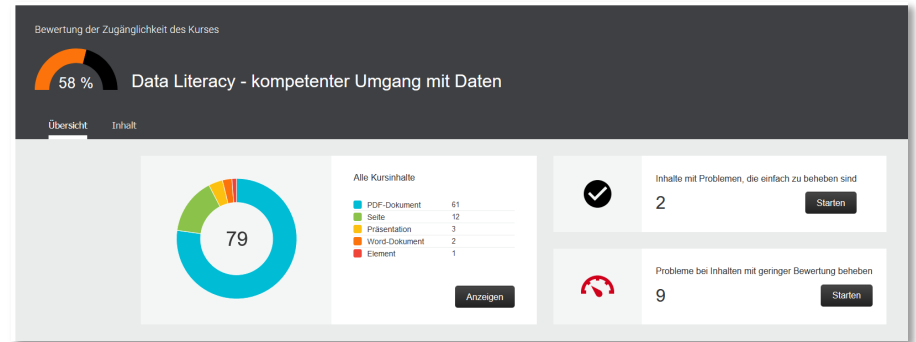 Bewertung der Zugänglichkeit des Kurses
58 %
Data Literacy - kompetenter Umgang mit Daten
Übersicht Inhalt
79
Alle Kursinhalte
PDF-Dokument 61
Seite 12
Präsentation 3
Word-Dokument 2
Element 1
Anzeigen
Inhalte mit Problemen, die einfach zu beheben sind
2
Starten
Probleme bei Inhalten mit geringer Bewertung beheben
9
Starten